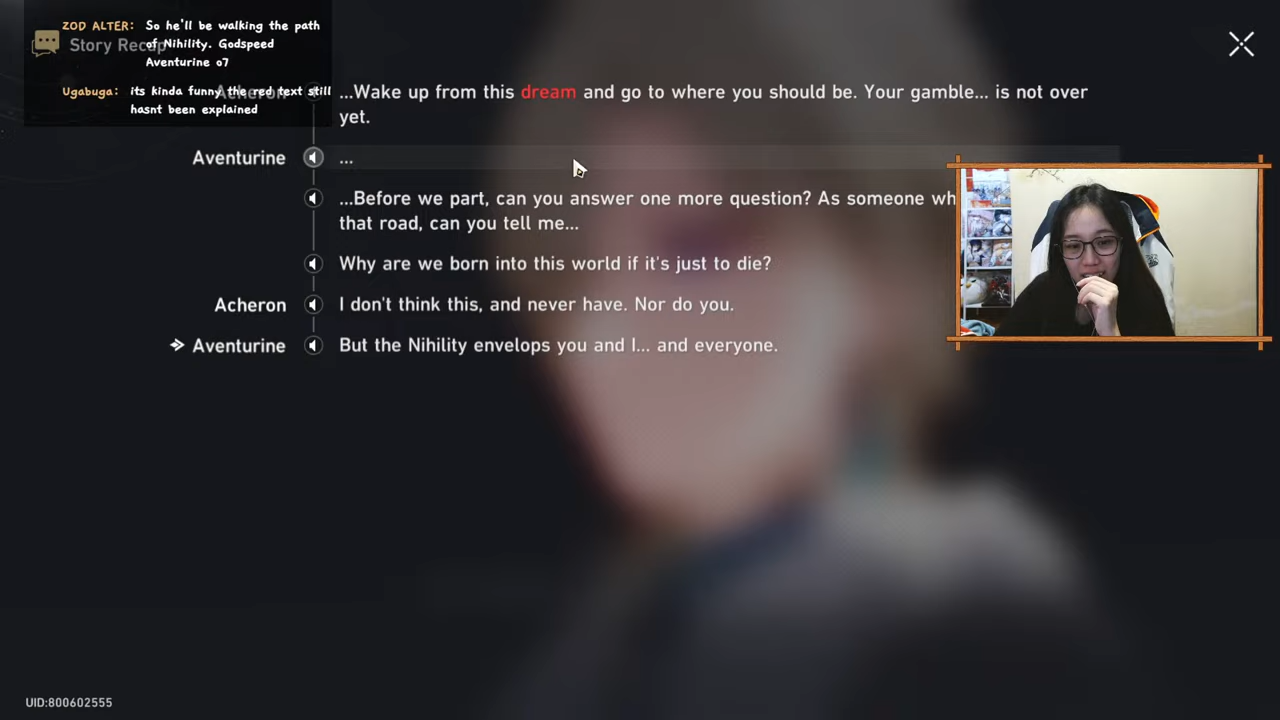 ZOD ALTER: So he'll be walking the path
of Nihility. Godspeed
Aventurine o7
Story Recap
Ugabuga: its kinda funny the red text still
hasnt been explained
Acheron ...Wake up from this dream and go to where you should be. Your gamble... is not over
yet.
Aventurine ...
...Before we part, can you answer one more question? As someone
that road, can you tell me...
Why are we born into this world if it's just to die?
Acheron I don't think this, and never have. Nor do you.
Aventurine But the Nihility envelops you and I... and everyone.
UID:800602555